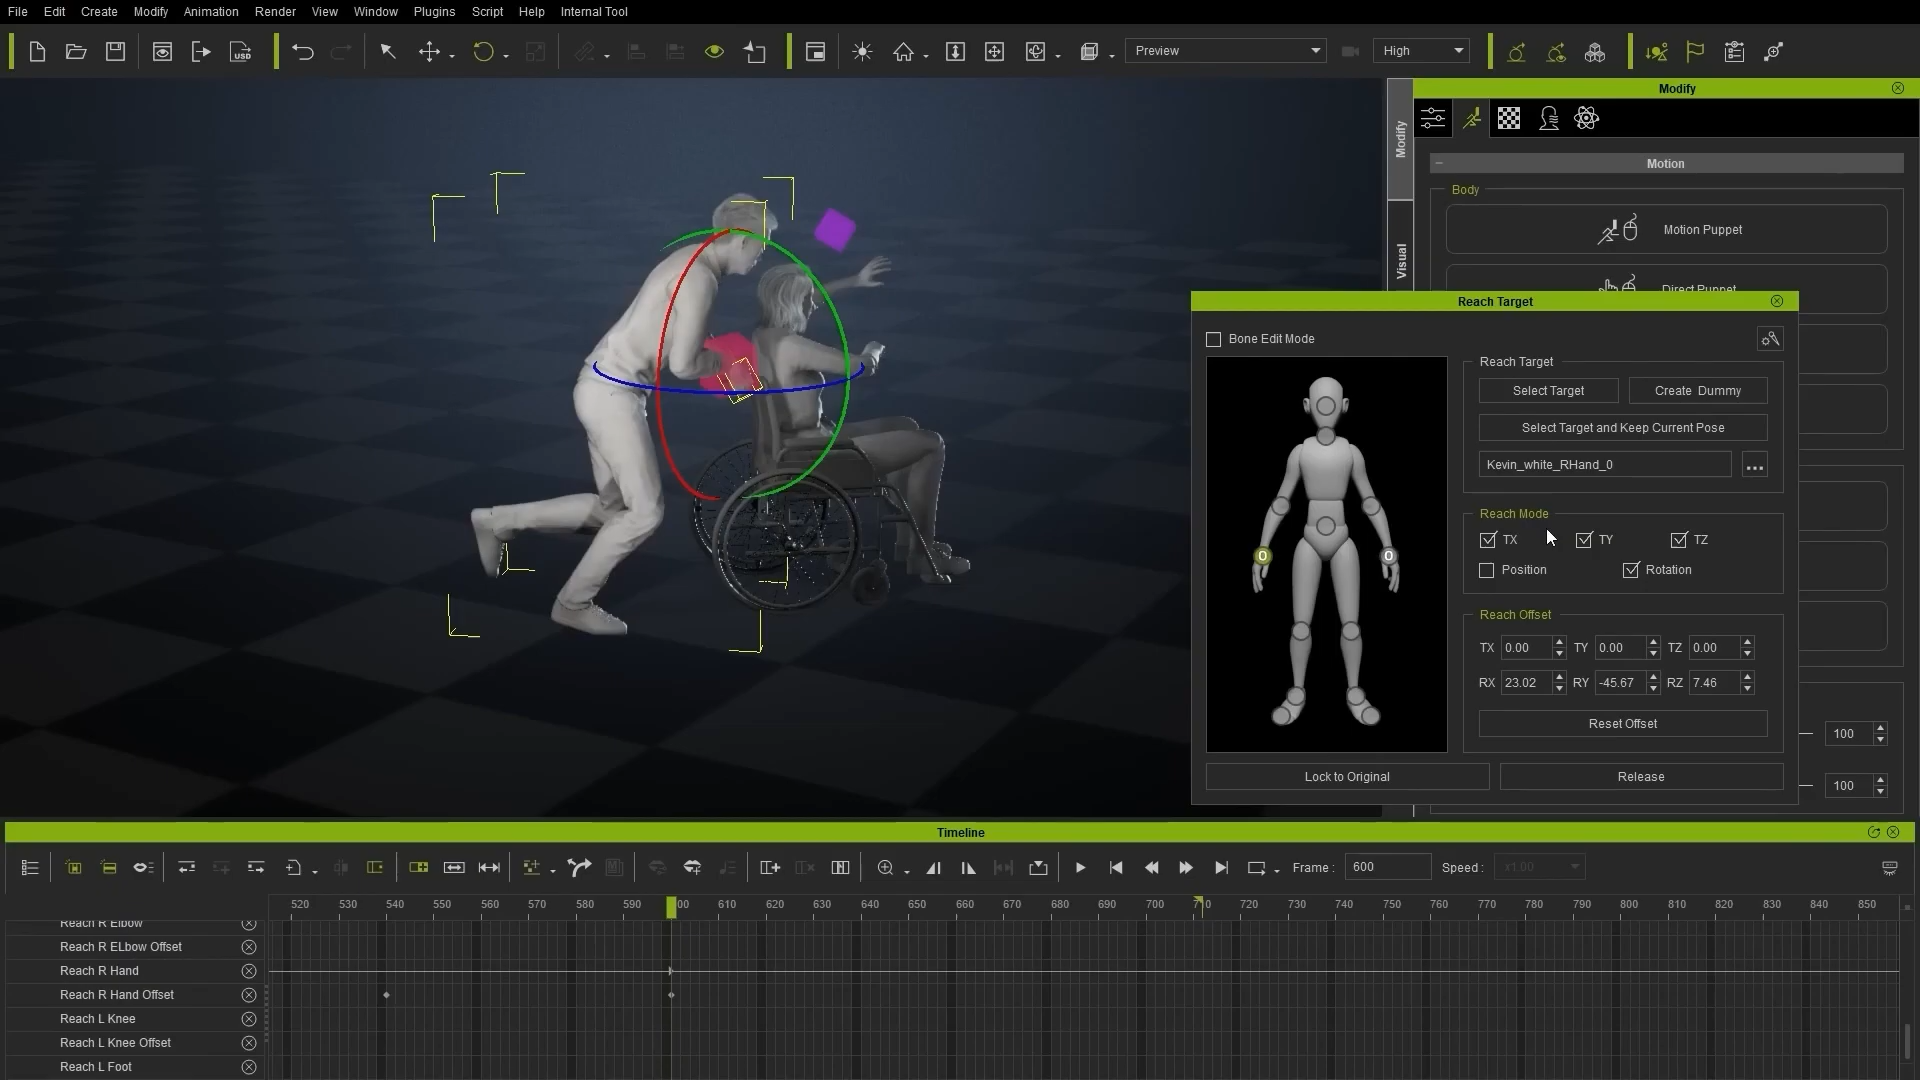 File Edit Create Modify Animation Render View Window Plugins Script Help Internal Tool
USD Preview High
Modify
Modify
Visual
Motion
Body
Motion Puppet
Direct Puppet
Reach Target
Bone Edit Mode
Reach Target
Select Target Create Dummy
Select Target and Keep Current Pose
Kevin_white_RHand_0 ...
Reach Mode
TX TY TZ
Position Rotation
Reach Offset
TX 0.00 TY 0.00 TZ 0.00
RX 23.02 RY -45.67 RZ 7.46
Reset Offset
Lock to Original Release
100
100
Timeline
Frame : 600 Speed : x1.00
520 530 540 550 560 570 580 590 00 610 620 630 640 650 660 670 680 690 700 7 0 720 730 740 750 760 770 780 790 800 810 820 830 840 850
Reach R Elbow
Reach R ELbow Offset
Reach R Hand
Reach R Hand Offset
Reach L Knee
Reach L Knee Offset
Reach L Foot